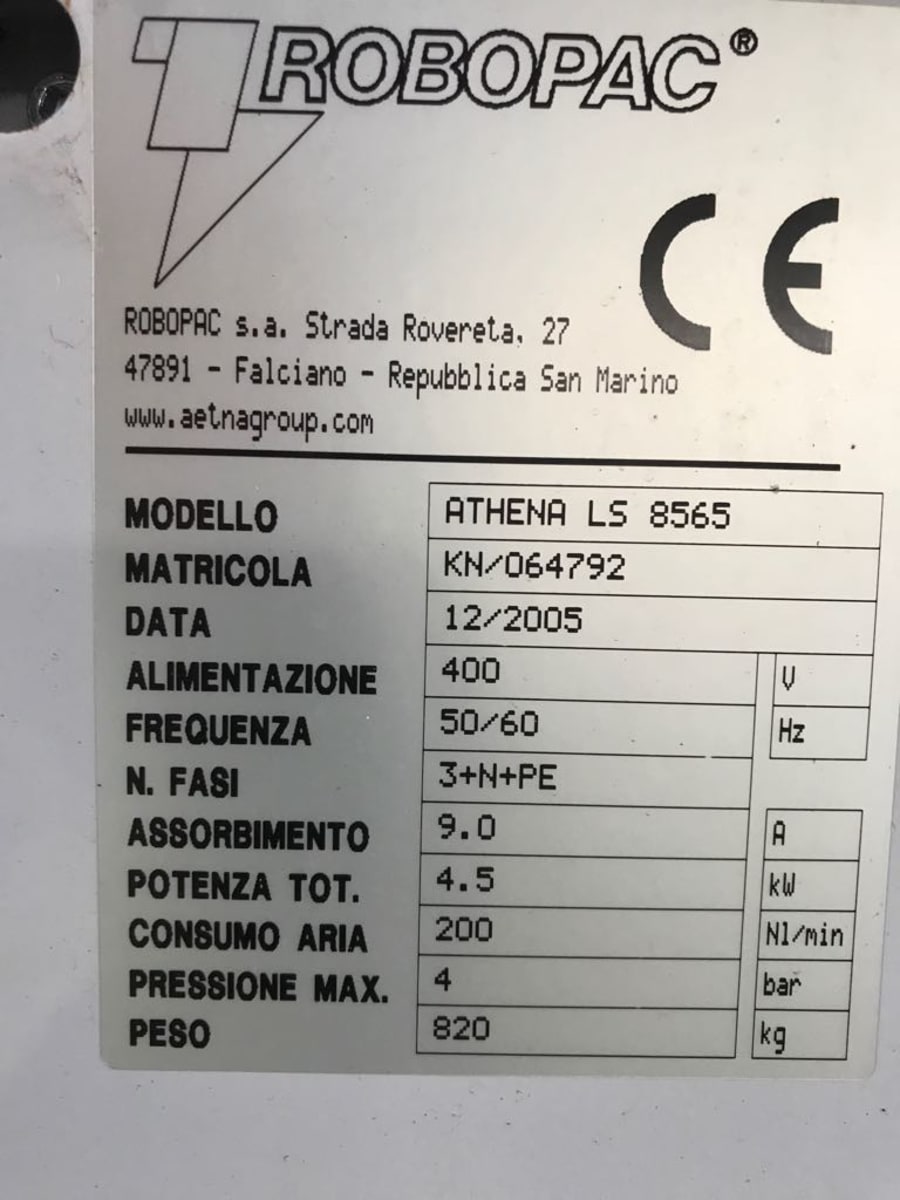 ROBOPAC®
CE
ROBOPAC s.a. Strada Rovereta, 27
47891 - Falciano - Repubblica San Marino
www.aetnagroup.com
MODELLO ATHENA LS 8565
MATRICOLA KN/064792
DATA 12/2005
ALIMENTAZIONE 400 V
FREQUENZA 50/60 Hz
N. FASI 3+N+PE
ASSORBIMENTO 9.0 A
POTENZA TOT. 4.5 kW
CONSUMO ARIA 200 Nl/min
PRESSIONE MAX. 4 bar
PESO 820 kg